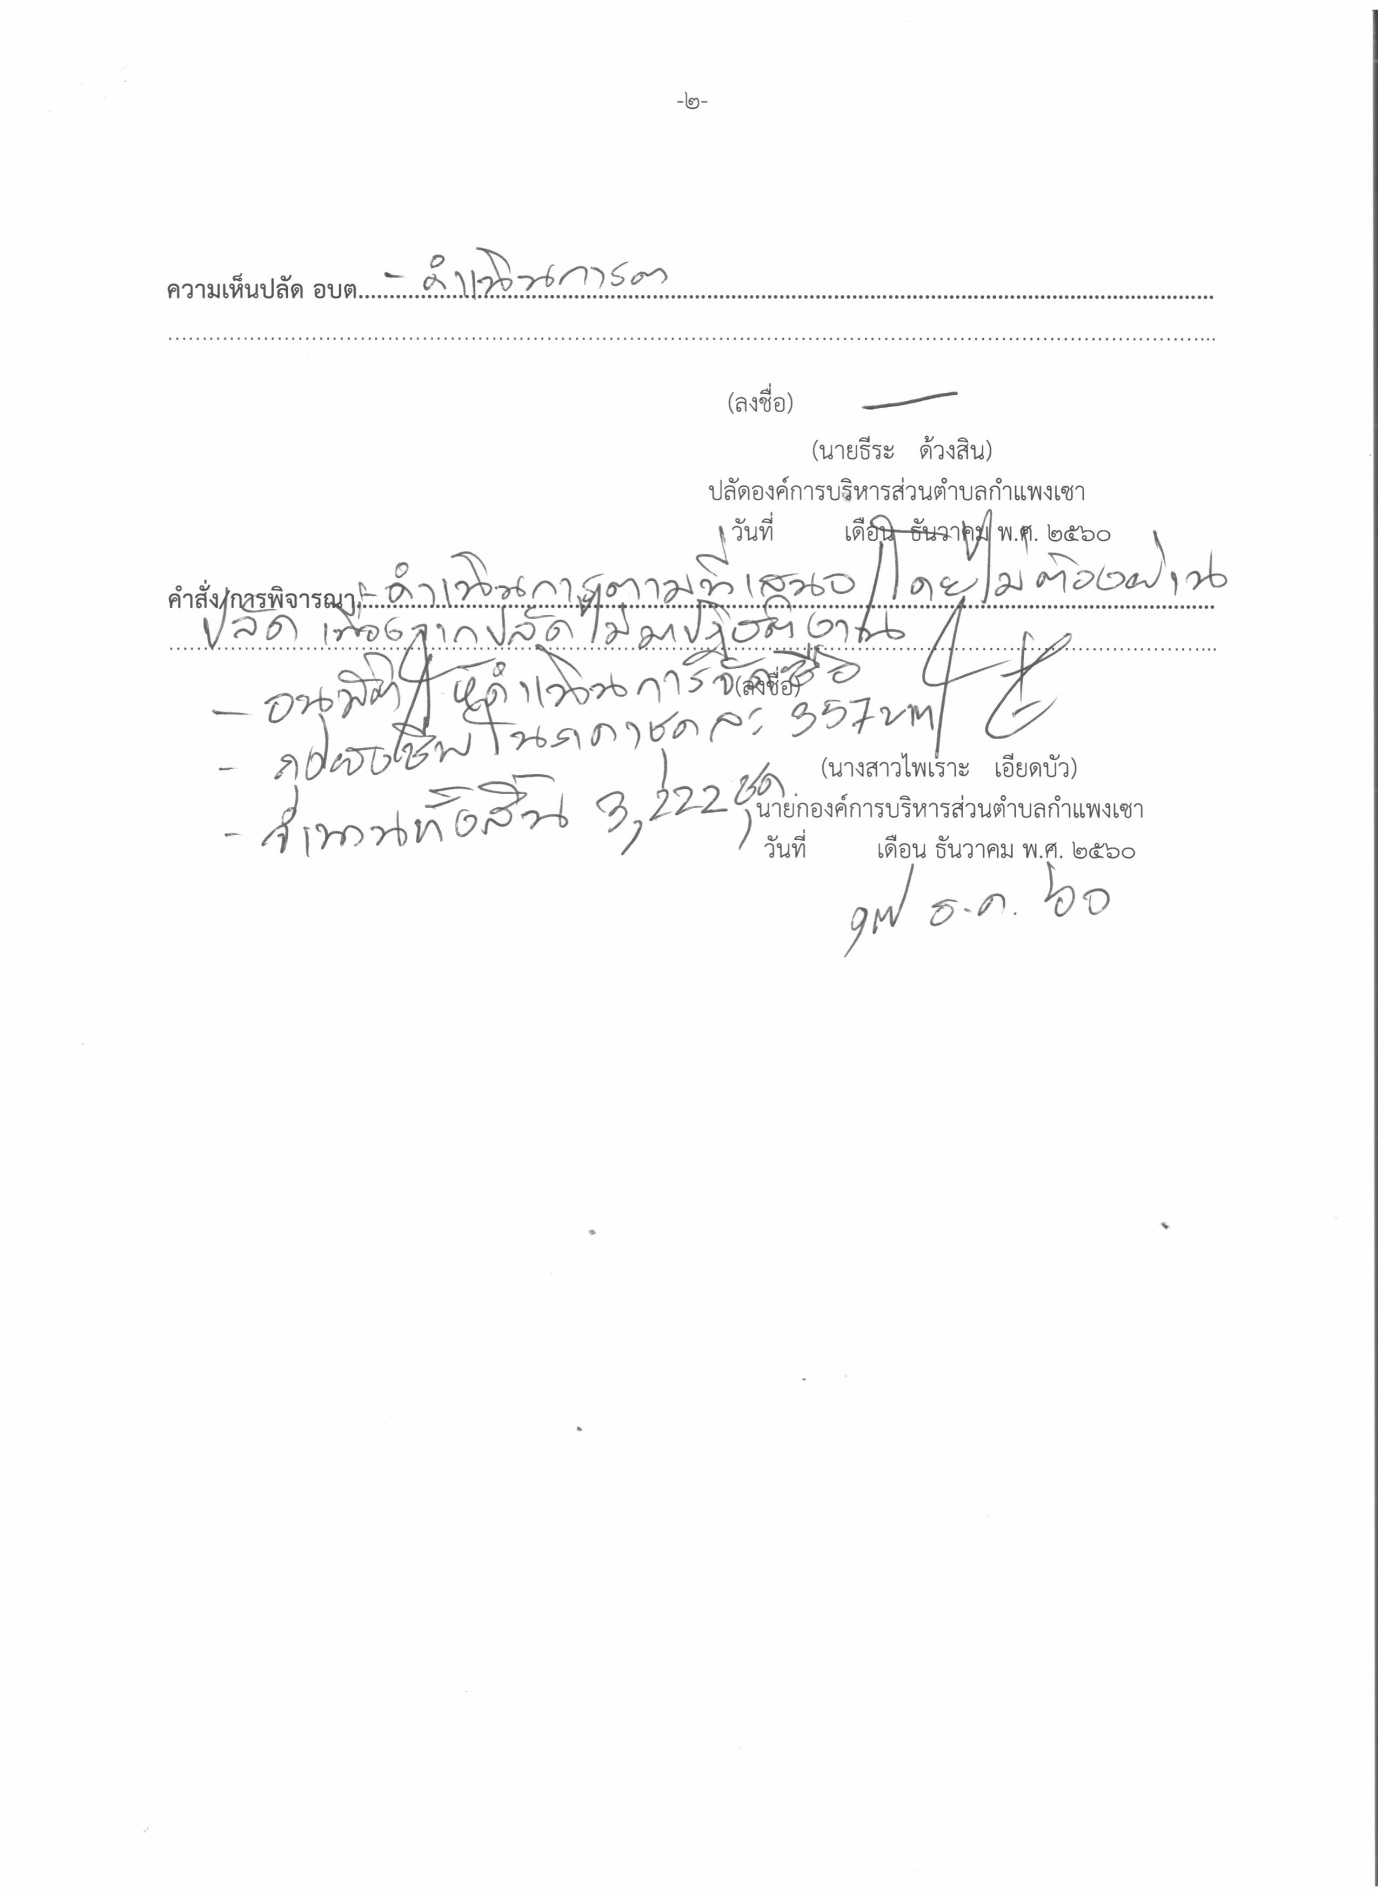 -๒-
ความเห็นปลัด อบต. - ดำเนินการต
(ลงชื่อ)
(นายธีระ ด้วงสิน)
ปลัดองค์การบริหารส่วนตำบลกำแพงเซา
วันที่ เดือน ธันวาคม พ.ศ. ๒๕๖๐
คำสั่ง/การพิจารณา - ดำเนินการตามที่เสนอ โดยไม่ต้องผ่าน
ปลัด เนื่องจากปลัดไม่มาปฏิบัติงาน
- อนุมัติให้ดำเนินการจัดซื้อ
(ลงชื่อ)
- ถุงยังชีพในราคาชุดละ 357 บาท
(นางสาวไพเราะ เอียดบัว)
- จำนวนทั้งสิ้น 3,222 ชุด.
นายกองค์การบริหารส่วนตำบลกำแพงเซา
วันที่ เดือน ธันวาคม พ.ศ. ๒๕๖๐
๑๗ ธ.ค. ๖๐